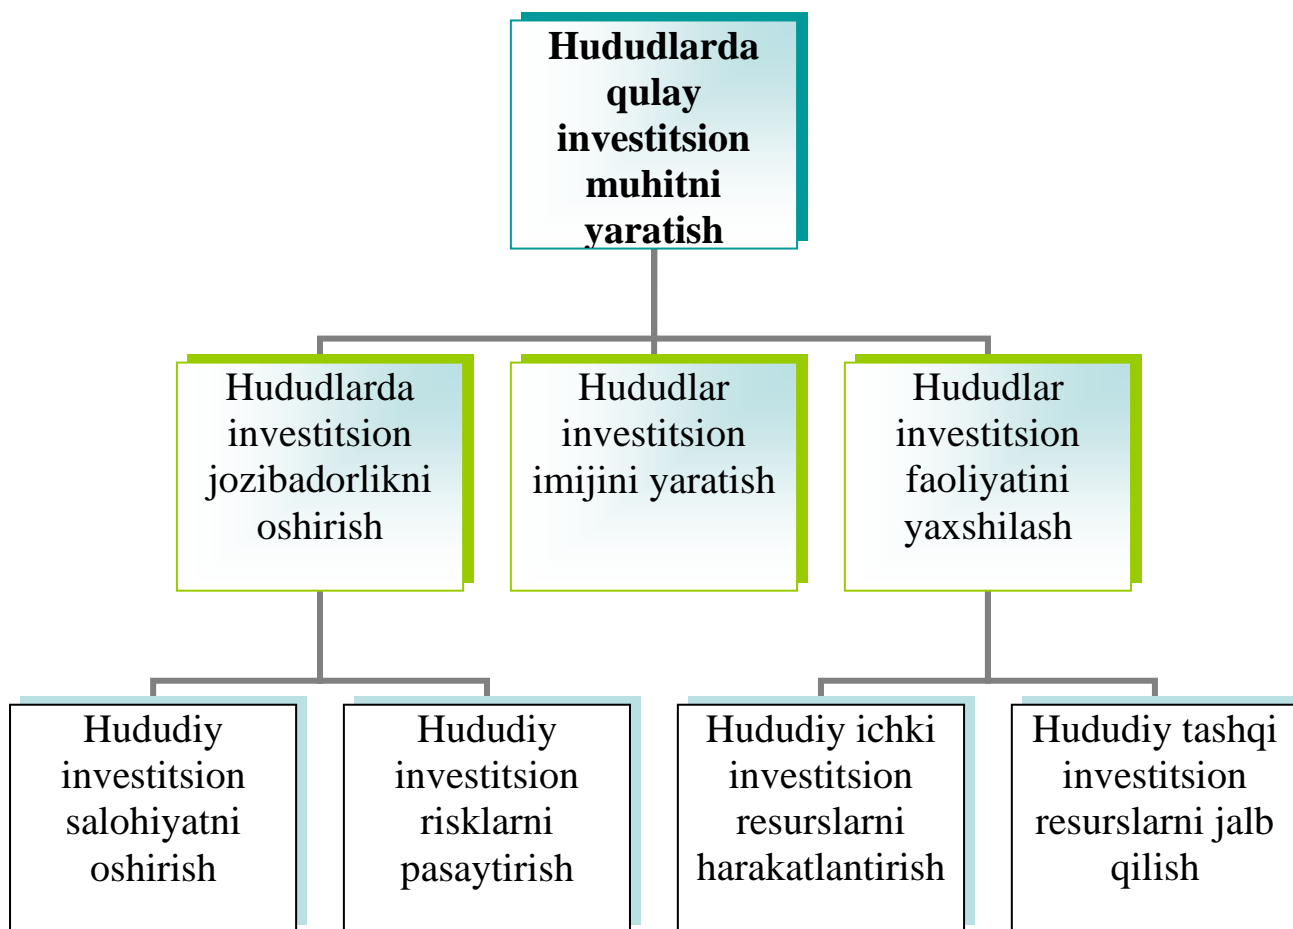 Hududlarda
qulay
investitsion
muhitni
yaratish
Hududlarda
investitsion
jozibadorlikni
oshirish
Hududlar
investitsion
imijini yaratish
Hududlar
investitsion
faoliyatini
yaxshilash
Hududiy
investitsion
salohiyatni
oshirish
Hududiy
investitsion
risklarni
pasaytirish
Hududiy ichki
investitsion
resurslarni
harakatlantirish
Hududiy tashqi
investitsion
resurslarni jalb
qilish